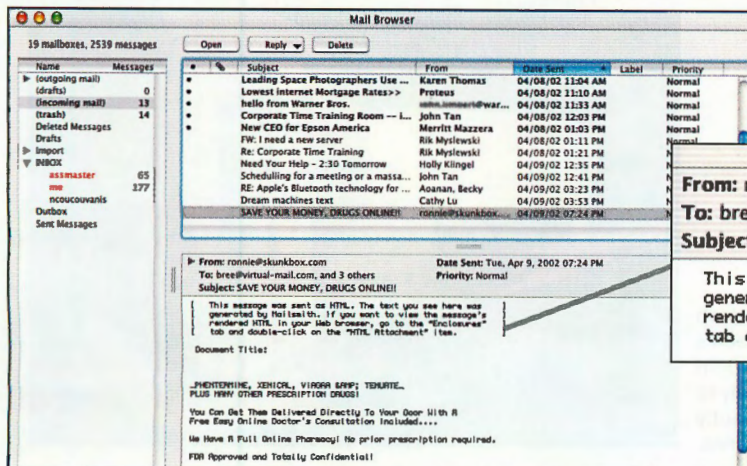 Mail Browser
19 mailboxes, 2539 messages
Open Reply Delete
Name Messages
(outgoing mail)
(drafts) 0
(incoming mail) 13
(trash) 14
Deleted Messages
Drafts
Import
INBOX
assmaster 65
me 177
ncoucouvanis
Outbox
Sent Messages
Subject From Date Sent Label Priority
Leading Space Photographers Use ... Karen Thomas 04/08/02 11:04 AM Normal
Lowest Internet Mortgage Rates>> Proteus 04/08/02 11:10 AM Normal
hello from Warner Bros. 04/08/02 11:33 AM Normal
Corporate Time Training Room -- i... John Tan 04/08/02 12:03 PM Normal
New CEO for Epson America Merritt Mazzera 04/08/02 01:03 PM Normal
FW: I need a new server Rik Myslewski 04/08/02 01:11 PM Normal
Re: Corporate Time Training Rik Myslewski 04/08/02 01:21 PM
Need Your Help - 2:30 Tomorrow Holly Klingel 04/09/02 12:35 PM
Schedulling for a meeting or a massa... John Tan 04/09/02 12:41 PM
RE: Apple's Bluetooth technology for ... Aoanan, Becky 04/09/02 03:23 PM
Dream machines text Cathy Lu 04/09/02 03:53 PM
SAVE YOUR MONEY, DRUGS ONLINE!! ronnie@skunkbox.... 04/09/02 07:24 PM
From: ronnie@skunkbox.com Date Sent: Tue, Apr 9, 2002 07:24 PM
To: bree@virtual-mail.com, and 3 others Priority: Normal
Subject: SAVE YOUR MONEY, DRUGS ONLINE!!
[ This message was sent as HTML. The text you see here was ]
[ generated by Mailsmith. If you want to view the message's ]
[ rendered HTML in your Web browser, go to the "Enclosures" ]
[ tab and double-click on the "HTML Attachment" item. ]
Document Title:
_PHENTERMINE, XENICAL, VIAGRA &AMP; TENUATE_
PLUS MANY OTHER PRESCRIPTION DRUGS!
You Can Get Them Delivered Directly To Your Door With A
Free Easy Online Doctor's Consultation Included....
We Have A Full Online Pharmacy! No prior prescription required.
FDA Approved and Totally Confidential!
From:
To: bre
Subject
This
gener
rende
tab